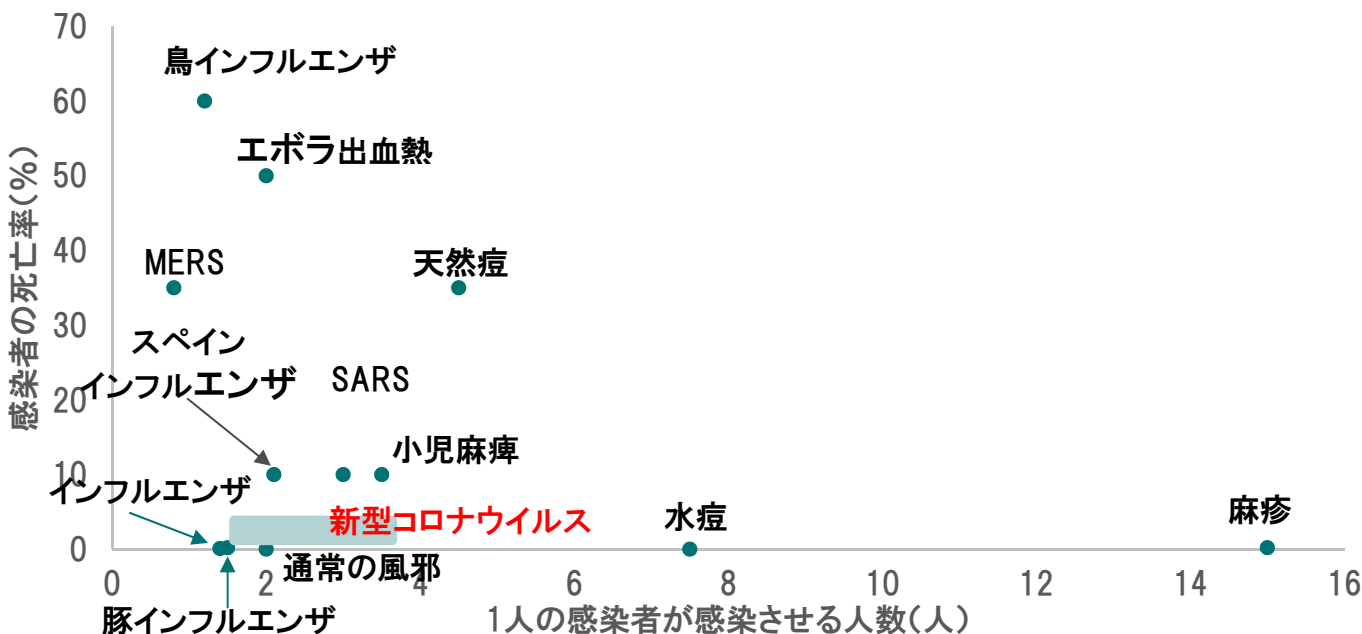 70
鳥インフルエンザ
60
エボラ出血熱
50
40
MERS
天然痘
30
スペイン
インフルエンザ
SARS
20
小児麻痺
10
インフルエンザ
新型コロナウイルス
水痘
麻疹
0
通常の風邪
0 2 4 6 8 10 12 14 16
豚インフルエンザ
1人の感染者が感染させる人数(人)
感染者の死亡率(%)